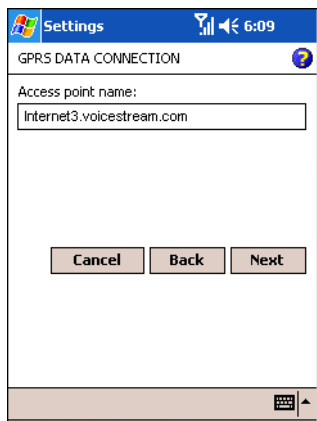 Settings 6:09
GPRS DATA CONNECTION ?
Access point name:
Internet3.voicestream.com
Cancel Back Next